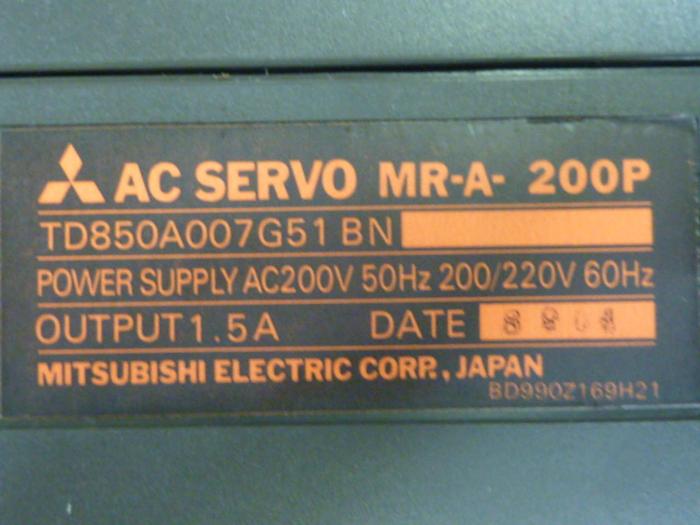 AC SERVO MR-A- 200P
TD850A007G51 BN
POWER SUPPLY AC200V 50Hz 200/220V 60Hz
OUTPUT 1.5A DATE
MITSUBISHI ELECTRIC CORP., JAPAN
BD990Z169H21